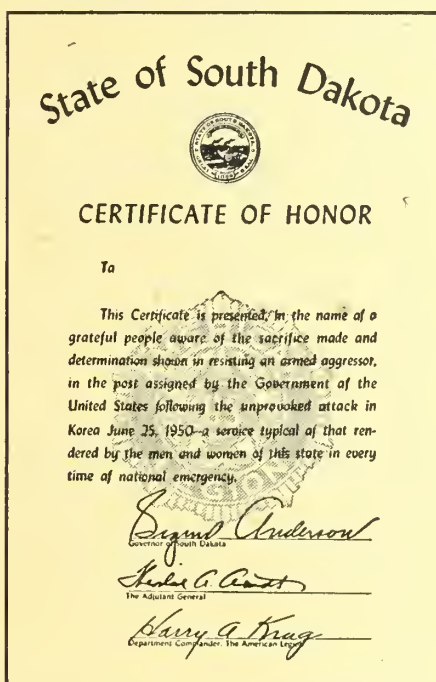 State of South Dakota
CERTIFICATE OF HONOR
To
This Certificate is presented, in the name of a
grateful people aware of the sacrifice made and
determination shown in resisting an armed aggressor,
in the post assigned by the Government of the
United States following the unprovoked attack in
Korea June 25, 1950—a service typical of that ren-
dered by the men and women of this state in every
time of national emergency.
Sigurd Anderson
Governor of South Dakota
A.
The Adjutant General
Harry A Krug
Department Commander, The American Legion